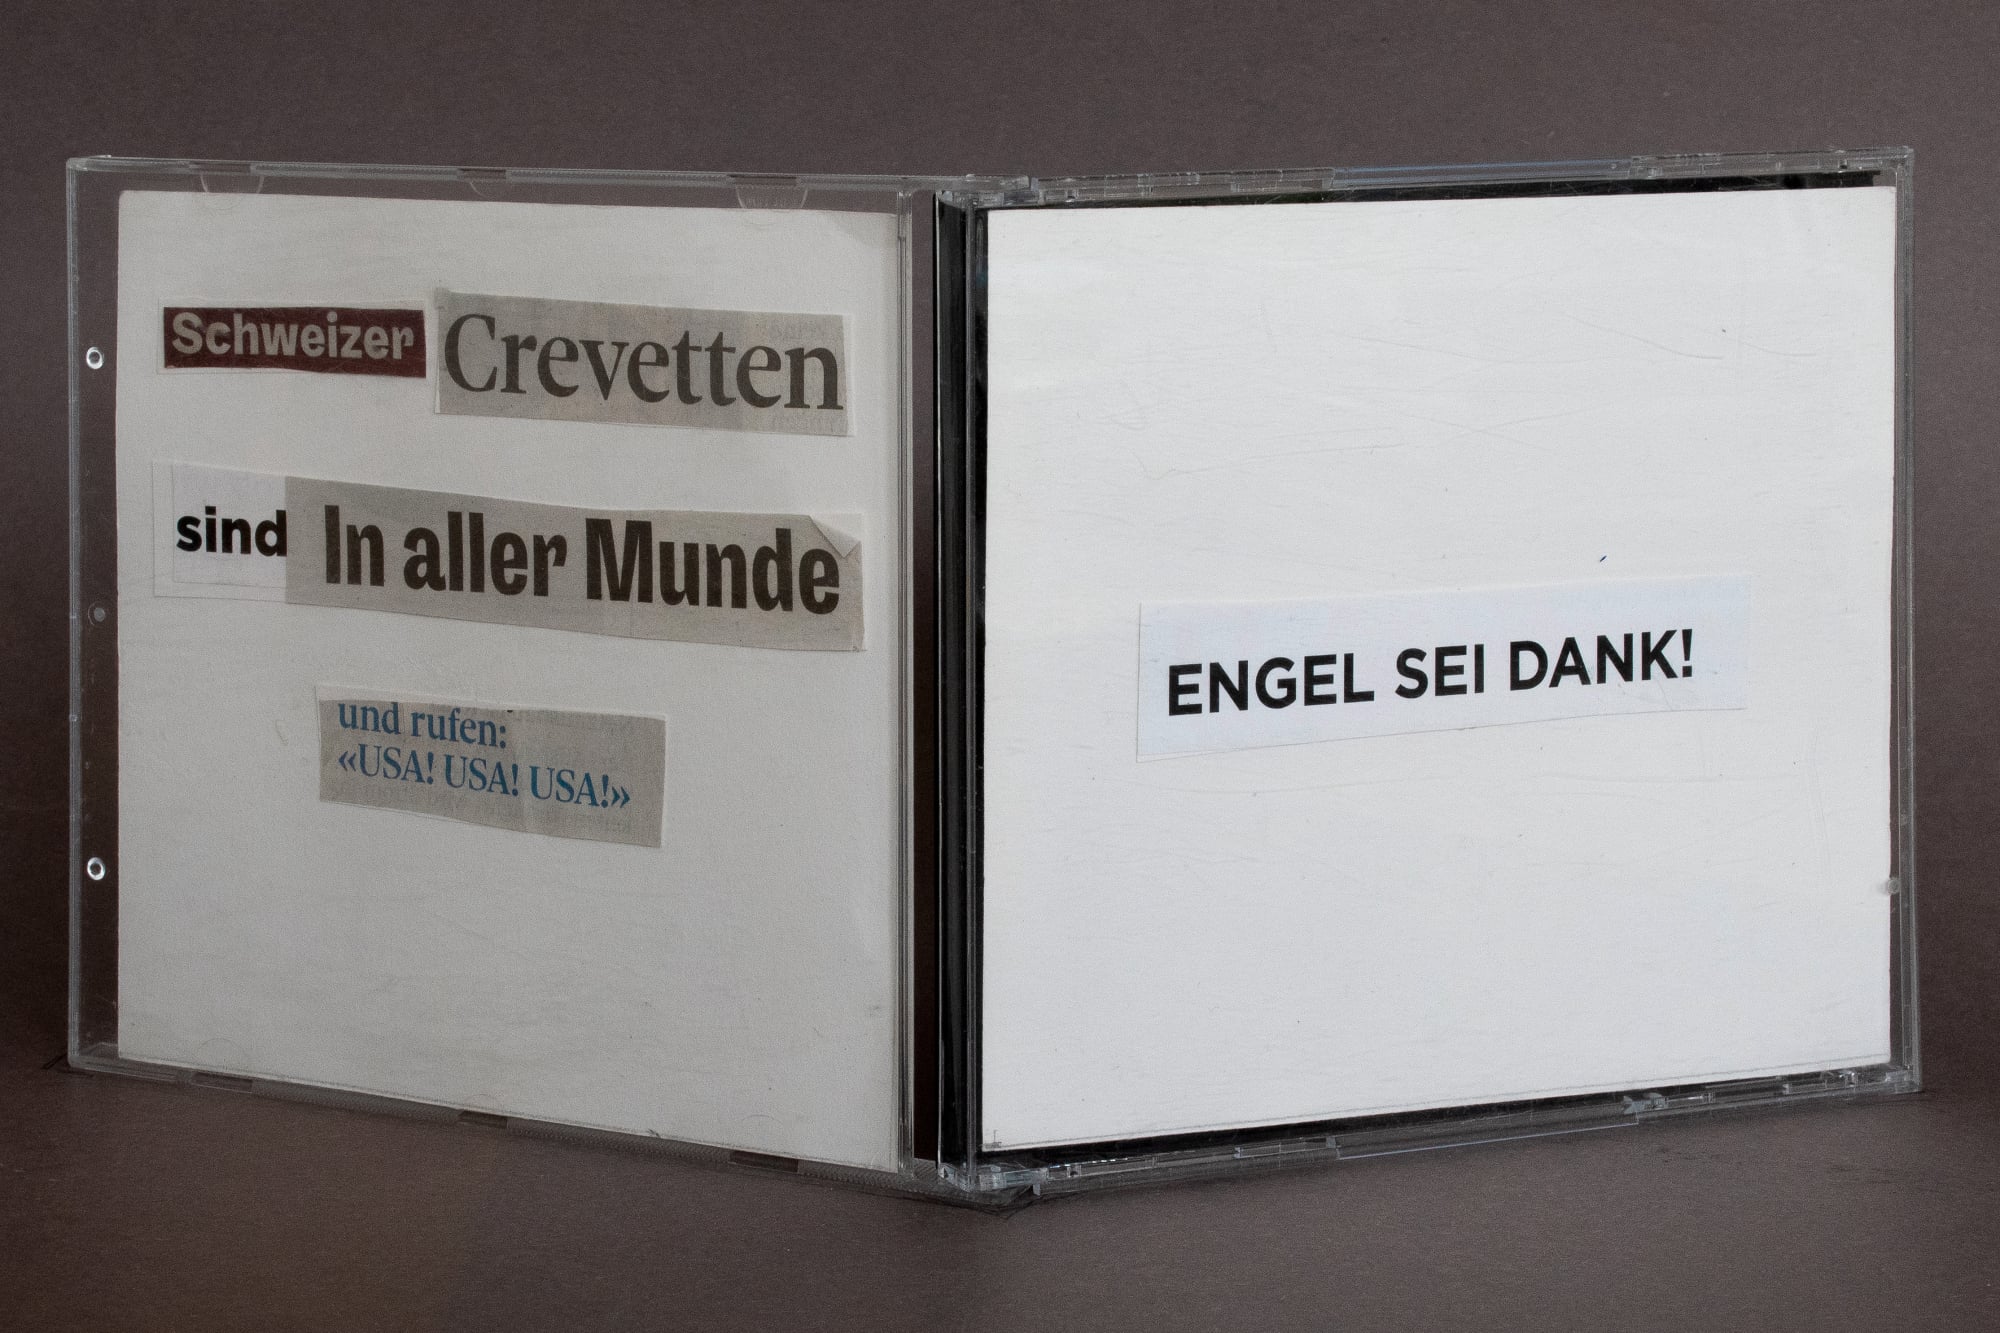 Schweizer Crevetten
sind In aller Munde
und rufen:
«USA! USA! USA!»
ENGEL SEI DANK!